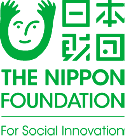 日本
財団
THE NIPPON
FOUNDATION
For Social Innovation